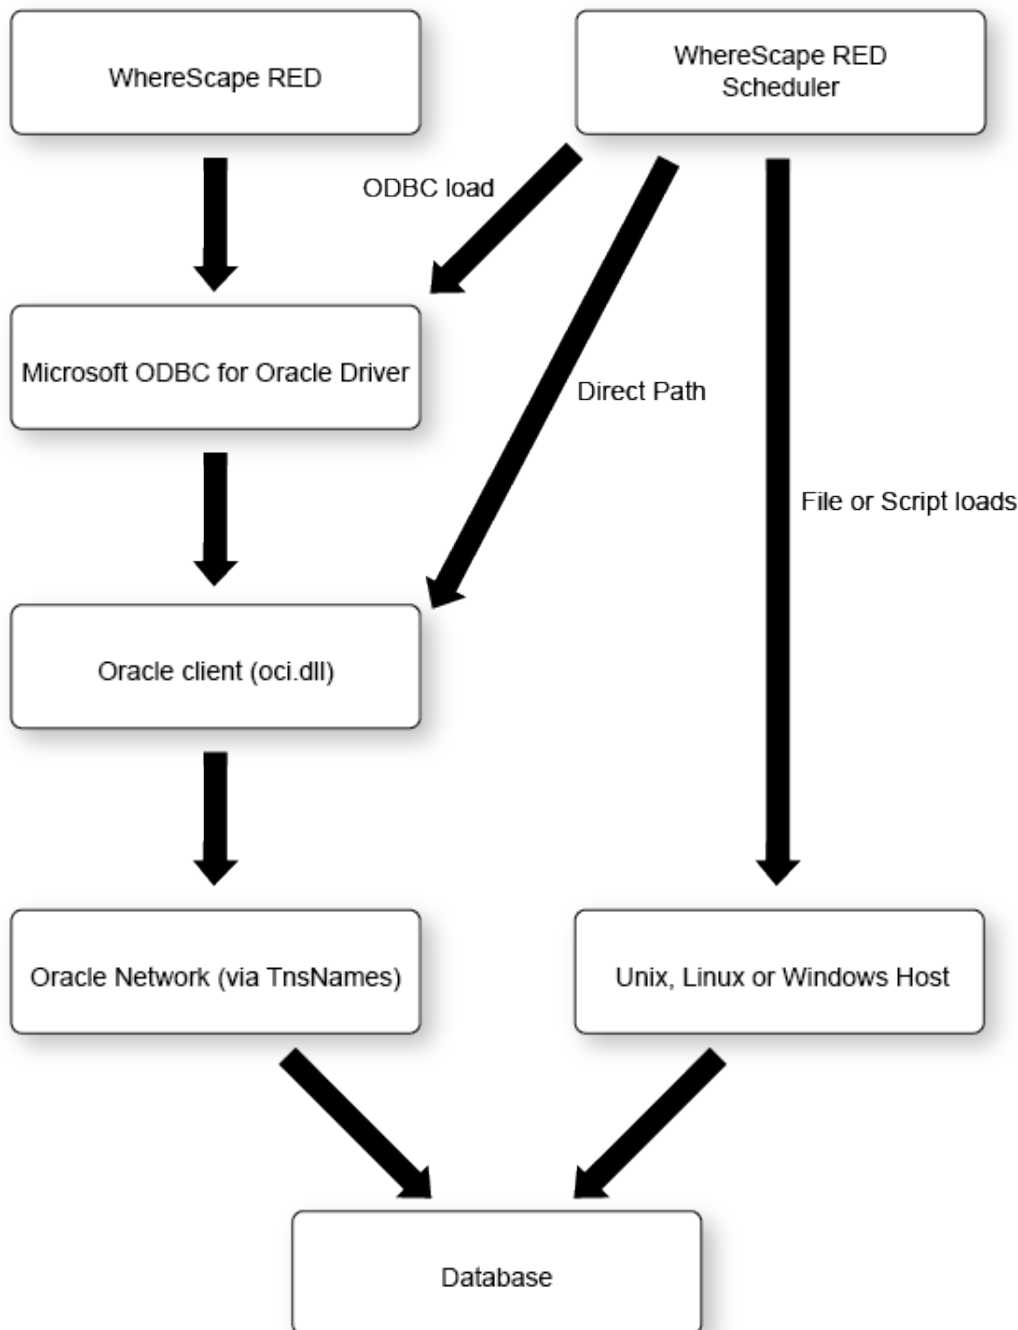 WhereScape RED
WhereScape RED
Scheduler
ODBC load
Microsoft ODBC for Oracle Driver
Direct Path
File or Script loads
Oracle client (oci.dll)
Oracle Network (via TnsNames)
Unix, Linux or Windows Host
Database